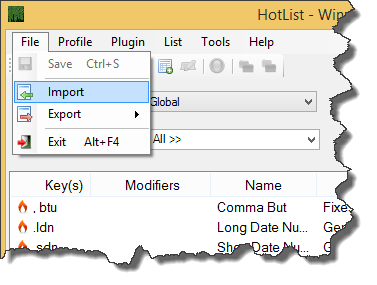 HotList - Win
File Profile Plugin List Tools Help
Save Ctrl+S
Import
Global
Export
Exit Alt+F4
All >>
Key(s) Modifiers Name
, btu Comma But Fixe
.ldn Long Date Nu... Ger
.sdn Short Date Nu...